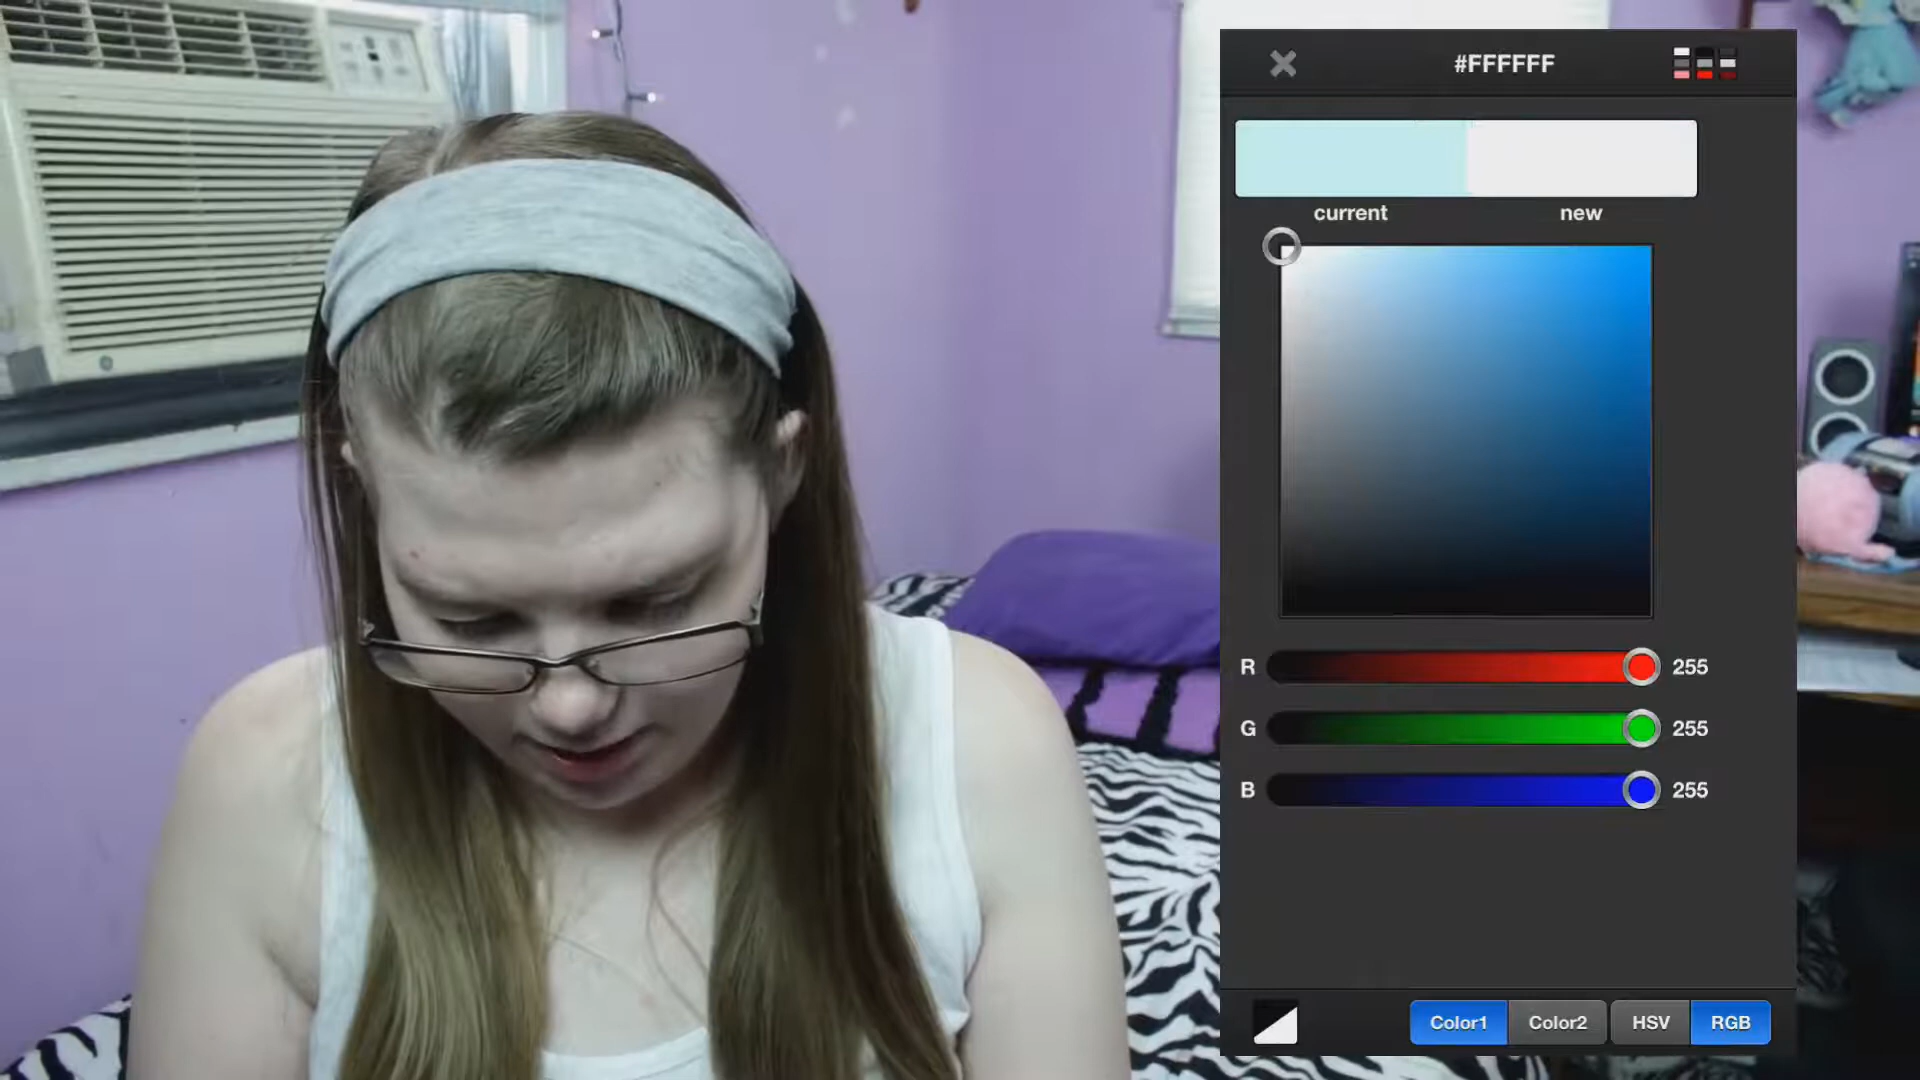 #FFFFFF
current new
R 255
G 255
B 255
Color1 Color2 HSV RGB